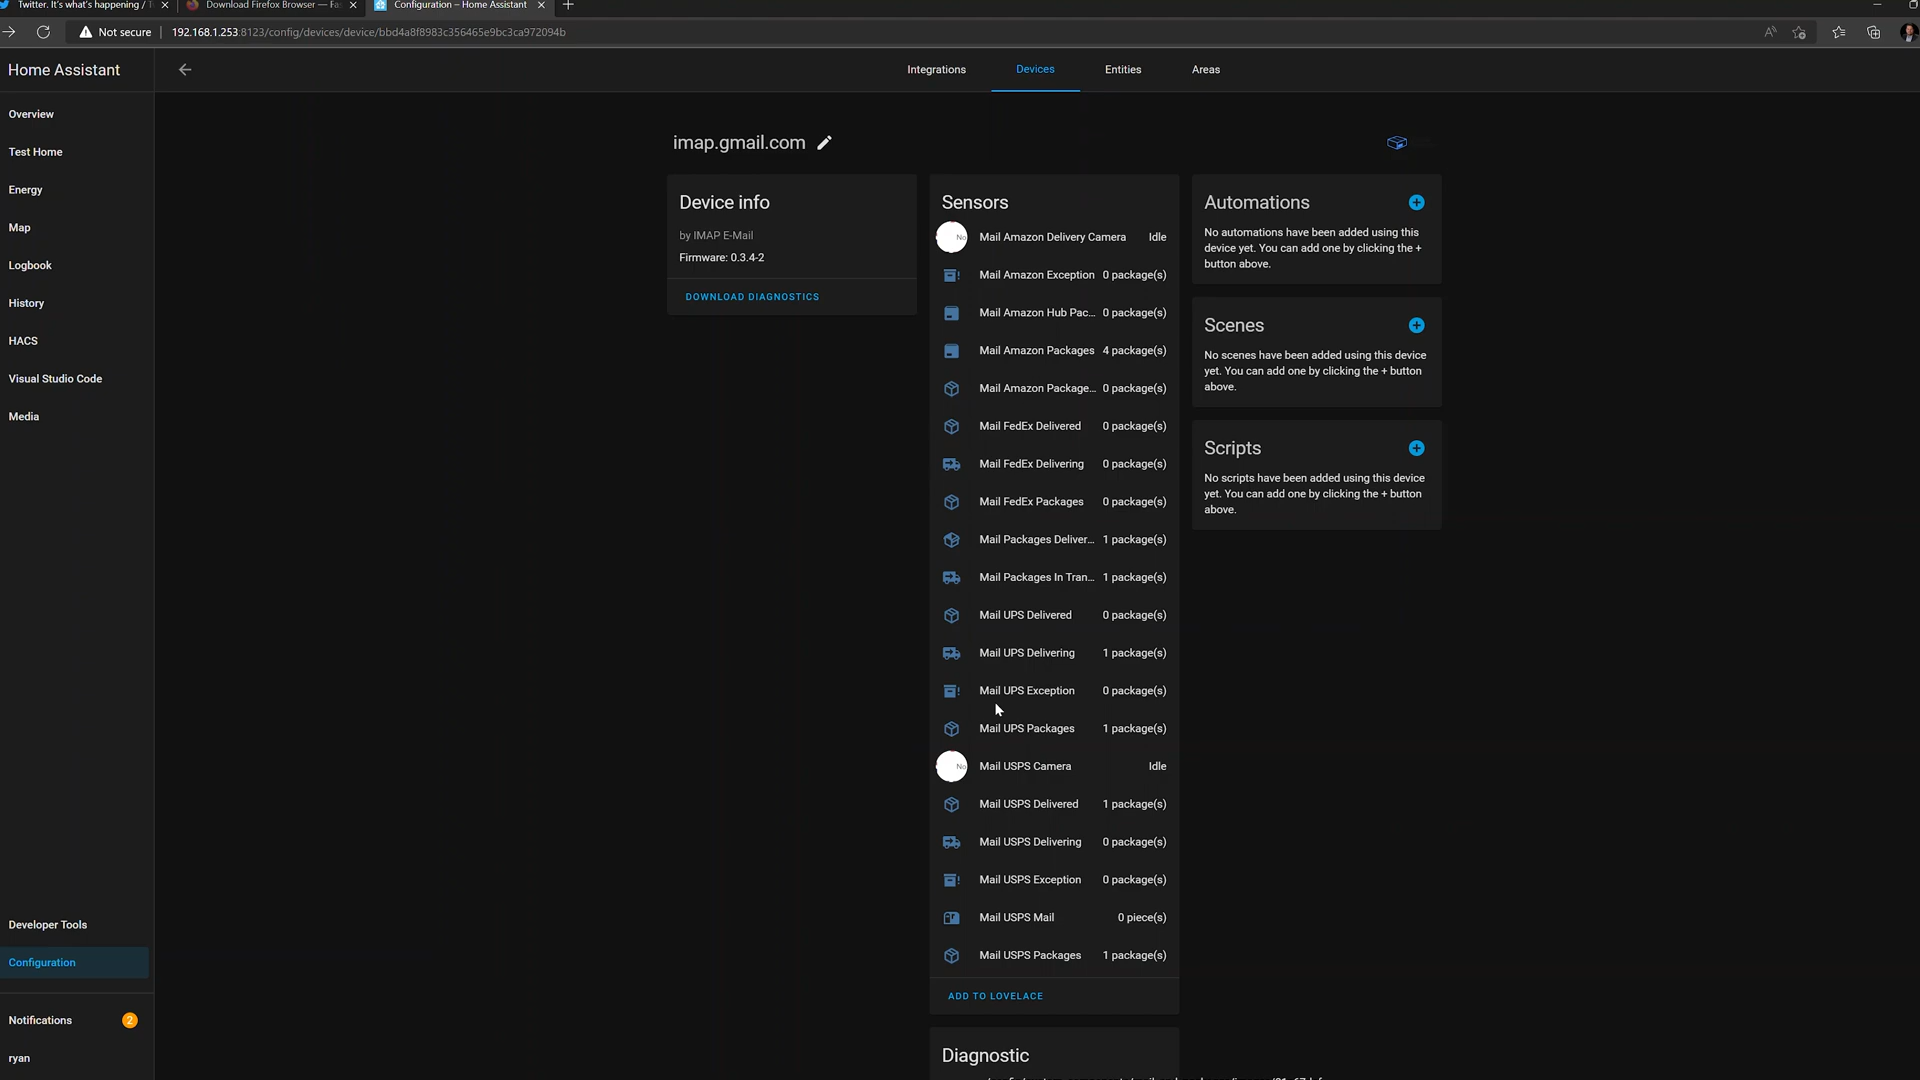 Twitter. It's what's happening /
Download Firefox Browser — Fa
Configuration – Home Assistant
Not secure
192.168.1.253:8123/config/devices/device/bbd4a8f8983c356465e9bc3ca972094b
Home Assistant
Integrations
Devices
Entities
Areas
Overview
Test Home
Energy
Map
Logbook
History
HACS
Visual Studio Code
Media
Developer Tools
Configuration
Notifications
2
ryan
imap.gmail.com
Device info
by IMAP E-Mail
Firmware: 0.3.4-2
DOWNLOAD DIAGNOSTICS
Sensors
No Mail Amazon Delivery Camera Idle
Mail Amazon Exception 0 package(s)
Mail Amazon Hub Pac... 0 package(s)
Mail Amazon Packages 4 package(s)
Mail Amazon Package... 0 package(s)
Mail FedEx Delivered 0 package(s)
Mail FedEx Delivering 0 package(s)
Mail FedEx Packages 0 package(s)
Mail Packages Deliver... 1 package(s)
Mail Packages In Tran... 1 package(s)
Mail UPS Delivered 0 package(s)
Mail UPS Delivering 1 package(s)
Mail UPS Exception 0 package(s)
Mail UPS Packages 1 package(s)
No Mail USPS Camera Idle
Mail USPS Delivered 1 package(s)
Mail USPS Delivering 0 package(s)
Mail USPS Exception 0 package(s)
Mail USPS Mail 0 piece(s)
Mail USPS Packages 1 package(s)
ADD TO LOVELACE
Diagnostic
Automations
No automations have been added using this
device yet. You can add one by clicking the +
button above.
Scenes
No scenes have been added using this device
yet. You can add one by clicking the + button
above.
Scripts
No scripts have been added using this device
yet. You can add one by clicking the + button
above.